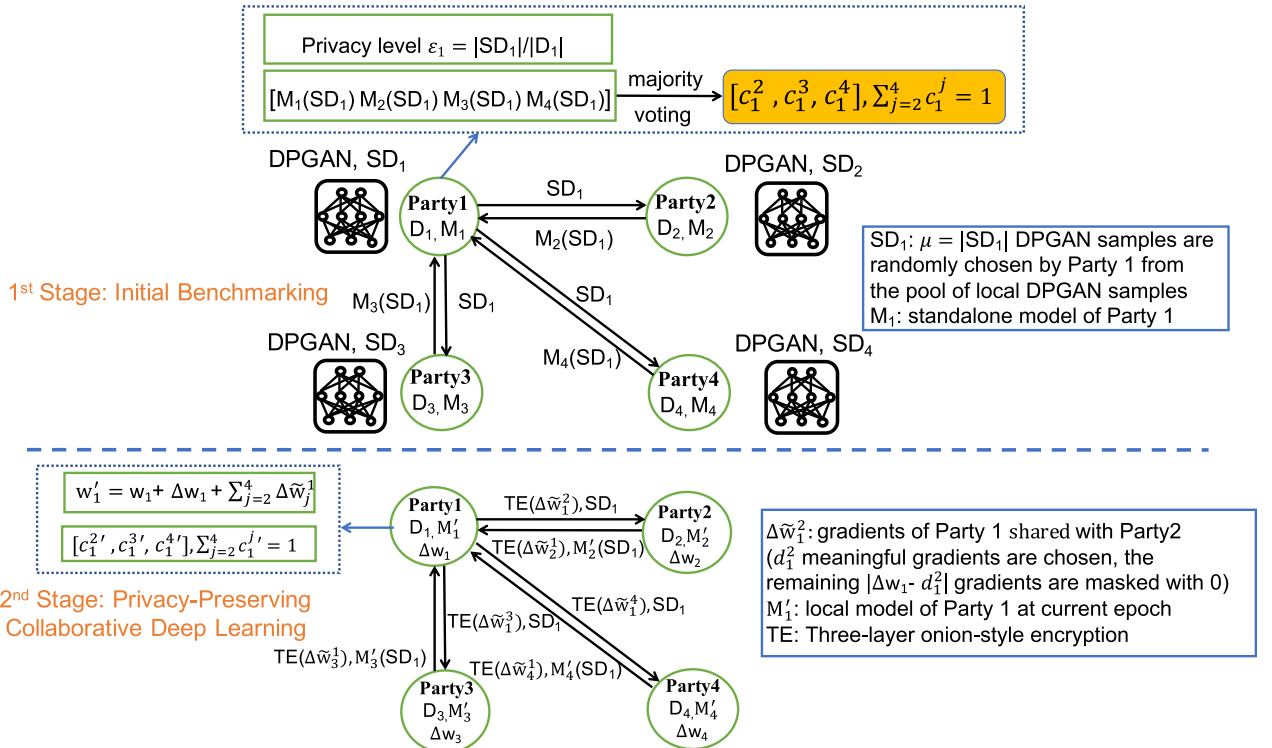 Privacy level ε₁ = |SD₁|/|D₁|
[M₁(SD₁) M₂(SD₁) M₃(SD₁) M₄(SD₁)]
majority
voting
[c₁², c₁³, c₁⁴], ∑⁴ⱼ₌₂ c₁ʲ = 1
DPGAN, SD₁
DPGAN, SD₂
Party1
D₁, M₁
SD₁
M₂(SD₁)
Party2
D₂, M₂
SD₁: μ = |SD₁| DPGAN samples are
randomly chosen by Party 1 from
the pool of local DPGAN samples
M₁: standalone model of Party 1
1ˢᵗ Stage: Initial Benchmarking
M₃(SD₁)
SD₁
SD₁
M₄(SD₁)
DPGAN, SD₃
DPGAN, SD₄
Party3
D₃, M₃
Party4
D₄, M₄
w₁′ = w₁+ Δw₁ + ∑⁴ⱼ₌₂ Δw̃ⱼ¹
[c₁²′, c₁³′, c₁⁴′], ∑⁴ⱼ₌₂ c₁ʲ′ = 1
Party1
D₁, M₁′
Δw₁
TE(Δw̃₁²), SD₁
TE(Δw̃₂¹), M₂′(SD₁)
Party2
D₂, M₂′
Δw₂
Δw̃₁²: gradients of Party 1 shared with Party2
(d₁² meaningful gradients are chosen, the
remaining |Δw₁- d₁²| gradients are masked with 0)
M₁′: local model of Party 1 at current epoch
TE: Three-layer onion-style encryption
2ⁿᵈ Stage: Privacy-Preserving
Collaborative Deep Learning
TE(Δw̃₁³), SD₁
TE(Δw̃₁⁴), SD₁
TE(Δw̃₃¹), M₃′(SD₁)
TE(Δw̃₄¹), M₄′(SD₁)
Party3
D₃, M₃′
Δw₃
Party4
D₄, M₄′
Δw₄